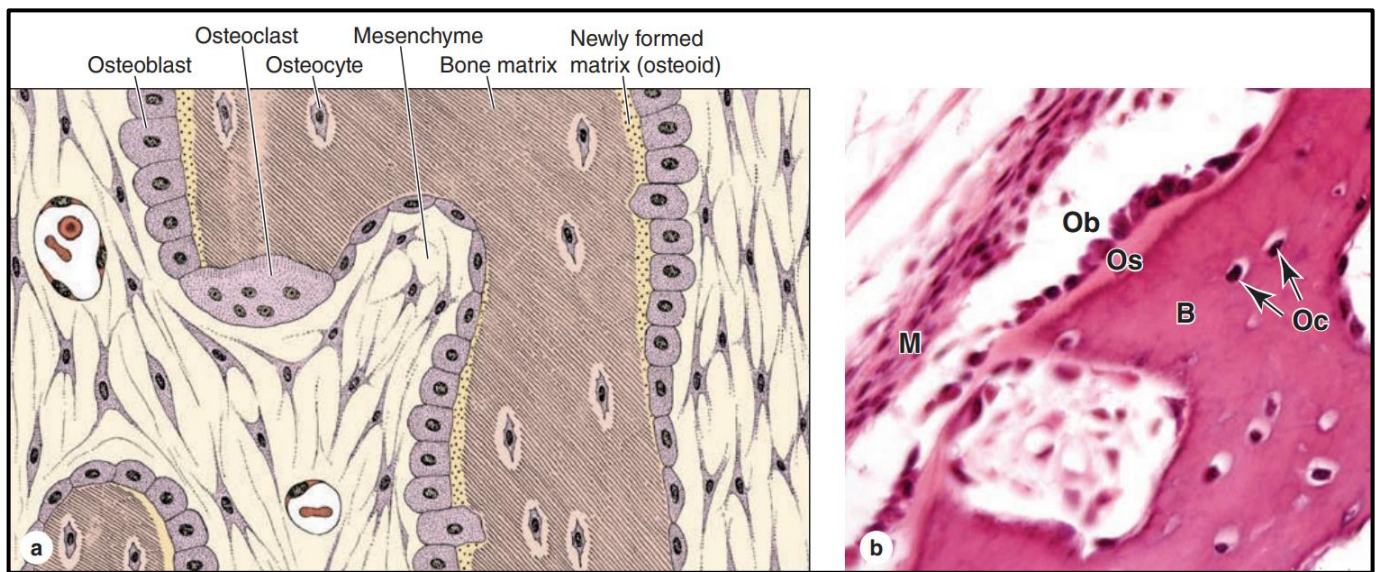 Osteoclast
Mesenchyme
Newly formed
Osteoblast
Osteocyte
Bone matrix
matrix (osteoid)
Ob
Os
B
Oc
M
a
b